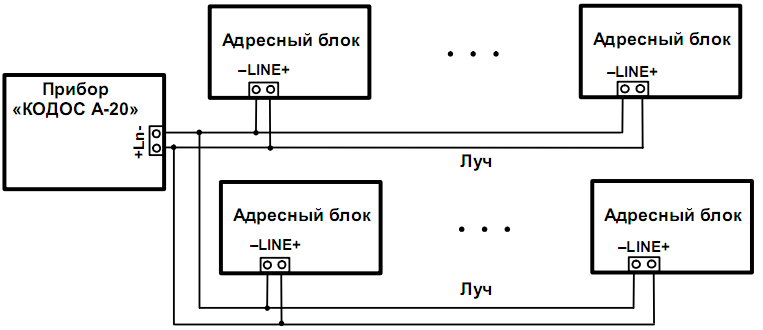 Адресный блок
–LINE+
Адресный блок
–LINE+
Прибор
«КОДОС А-20»
+Ln-
Луч
Адресный блок
–LINE+
Адресный блок
–LINE+
Луч